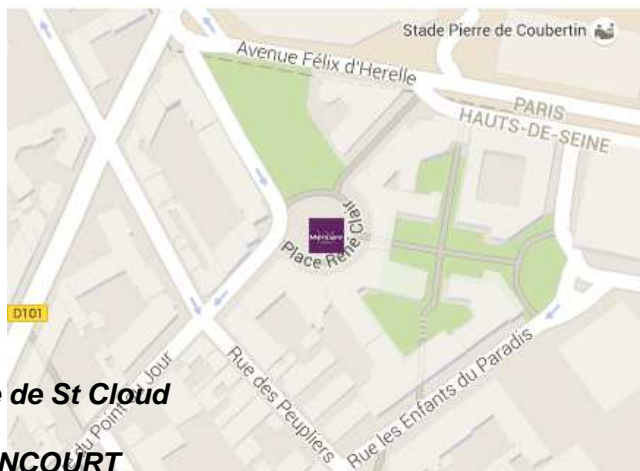 Stade Pierre de Coubertin
Avenue Félix d'Herelle
PARIS
HAUTS-DE-SEINE
Mercure
Place René Clair
D101
de St Cloud
du Point du Jour
Rue des Peupliers
Rue les Enfants du Paradis
NCOURT